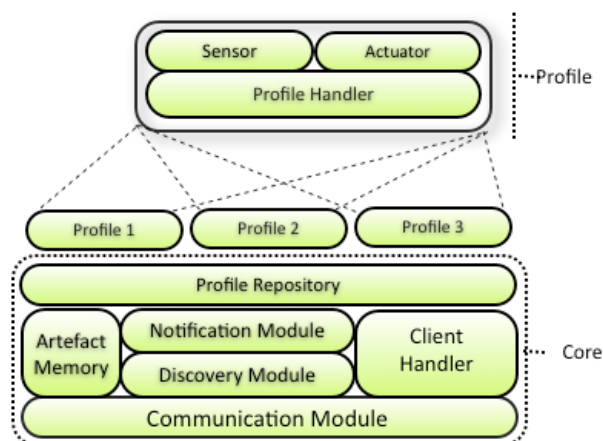 Sensor
Actuator
Profile Handler
Profile
Profile 1
Profile 2
Profile 3
Profile Repository
Artefact
Memory
Notification Module
Discovery Module
Client
Handler
Core
Communication Module